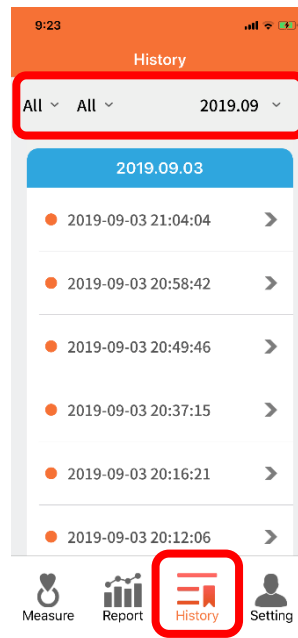 9:23
History
All All 2019.09
2019.09.03
2019-09-03 21:04:04
2019-09-03 20:58:42
2019-09-03 20:49:46
2019-09-03 20:37:15
2019-09-03 20:16:21
2019-09-03 20:12:06
Measure Report History Setting